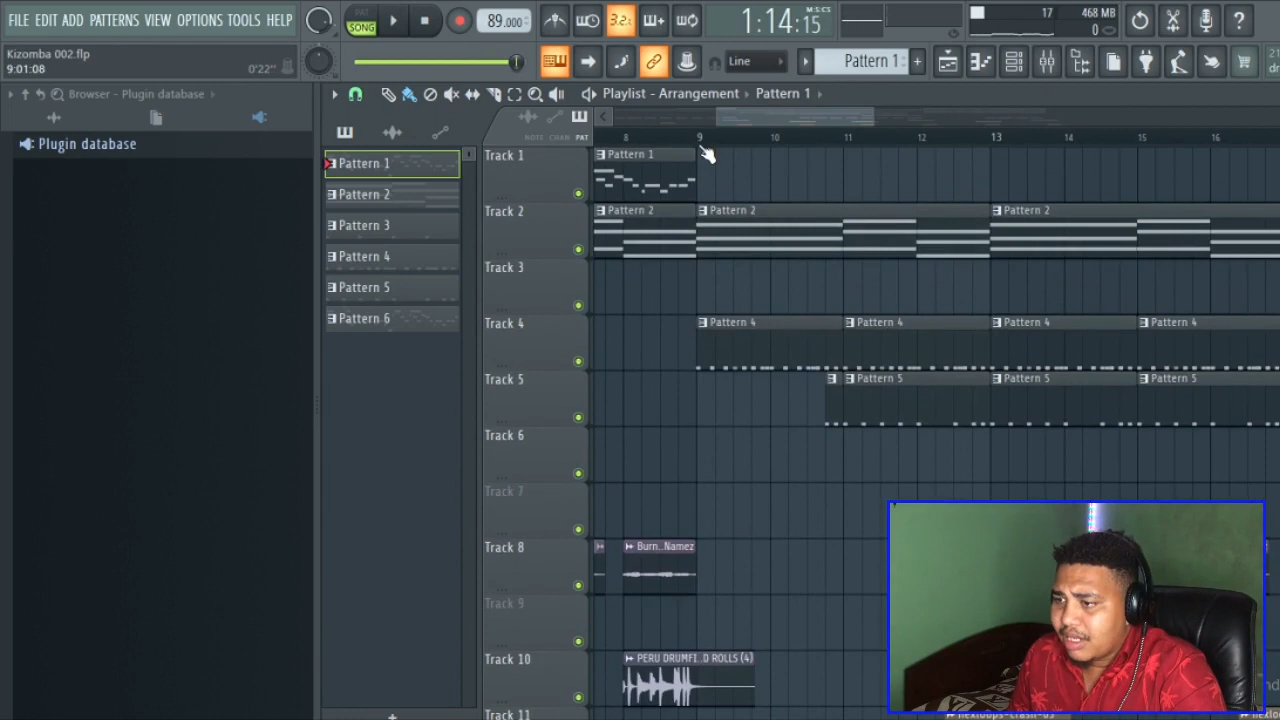 FILE EDIT ADD PATTERNS VIEW OPTIONS TOOLS HELP
PAT
SONG
89.000
3.2.
1:14:15
M:S:CS
17
468 MB
0
Kizomba 002.flp
9:01:08
0'22"
Line
Pattern 1
Browser - Plugin database
Playlist - Arrangement
Pattern 1
Plugin database
NOTE CHAN PAT
8 9 10 11 12 13 14 15 16
Pattern 1
Pattern 2
Pattern 3
Pattern 4
Pattern 5
Pattern 6
Track 1
Pattern 1
Track 2
Pattern 2
Pattern 2
Pattern 2
Track 3
Track 4
Pattern 4
Pattern 4
Pattern 4
Pattern 4
Track 5
Pattern 5
Pattern 5
Pattern 5
Track 6
Track 7
Track 8
Burn..Namez
Track 9
Track 10
PERU DRUMFI..D ROLLS (4)
Track 11